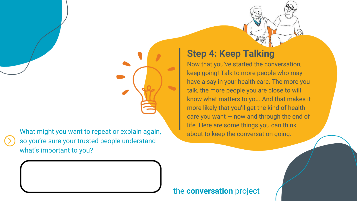 Step 4: Keep Talking
Now that you've started the conversation,
keep going! Talk to more people who may
have a say in your health care. The more you
talk, the more people you are close to will
know what matters to you. And that makes it
more likely that you'll get the kind of health
care you want — now and through the end of
life. Here are some things you can think
about to keep the conversation going.
What might you want to repeat or explain again,
so you're sure your trusted people understand
what's important to you?
the conversation project